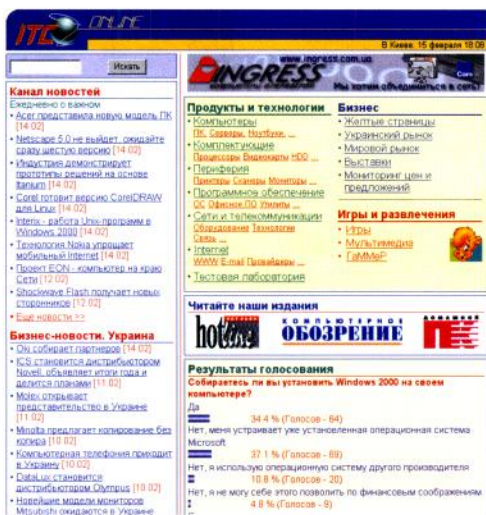 ITC ONLINE
В Киеве: 15 февраля 18:06
Искать
www.ingress.com.ua
INGRESS
Мы хотим объединиться в сеть!
Канал новостей
Ежедневно о важном
• Acer представила новую модель ПК [14.02]
• Netscape 5.0 не выйдет, ожидайте сразу шестую версию [14.02]
• Индустрия демонстрирует прототипы решений на основе Itanium [14.02]
• Corel готовит версию CorelDRAW для Linux [14.02]
• Interix - работа Unix-программ в Windows 2000 [14.02]
• Технология Nokia упрощает мобильный Internet [14.02]
• Проект EON - компьютер на краю Сети [12.02]
• Shockwave Flash получает новых сторонников [12.02]
• Еще новости >>
Бизнес-новости. Украина
• Oki собирает партнеров [14.02]
• ICS становится дистрибьютором Novell, объявляет итоги года и делится планами [11.02]
• Molex открывает представительство в Украине [11.02]
• Minolta предлагает копирование без копира [10.02]
• Компьютерная телефония приходит в Украину [10.02]
• DataLux становится дистрибьютором Olympus [10.02]
• Новейшие модели мониторов Mitsubishi ожидаются в Украине
Продукты и технологии
• Компьютеры
ПК, Серверы, Ноутбуки, ...
• Комплектующие
Процессоры Видеокарты HDD ...
• Периферия
Принтеры Сканеры Мониторы ...
• Программное обеспечение
ОС Офисное ПО Утилиты ...
• Сети и телекоммуникации
Оборудование Технологии
Связь ...
• Internet
WWW E-mail Провайдеры ...
• Тестовая лаборатория
Бизнес
• Желтые страницы
• Украинский рынок
• Мировой рынок
• Выставки
• Мониторинг цен и предложений
Игры и развлечения
• Игры
• Мультимедиа
• ГаММеР
Читайте наши издания
hot line
КОМПЬЮТЕРНОЕ
ОБОЗРЕНИЕ
ДОМАШНИЙ
ПК
Результаты голосования
Собираетесь ли вы установить Windows 2000 на своем компьютере?
Да
34.4 % (Голосов - 64)
Нет, меня устраивает уже установленная операционная система Microsoft
37.1 % (Голосов - 69)
Нет, я использую операционную систему другого производителя
10.8 % (Голосов - 20)
Нет, я не могу себе этого позволить по финансовым соображениям
4.8 % (Голосов - 9)